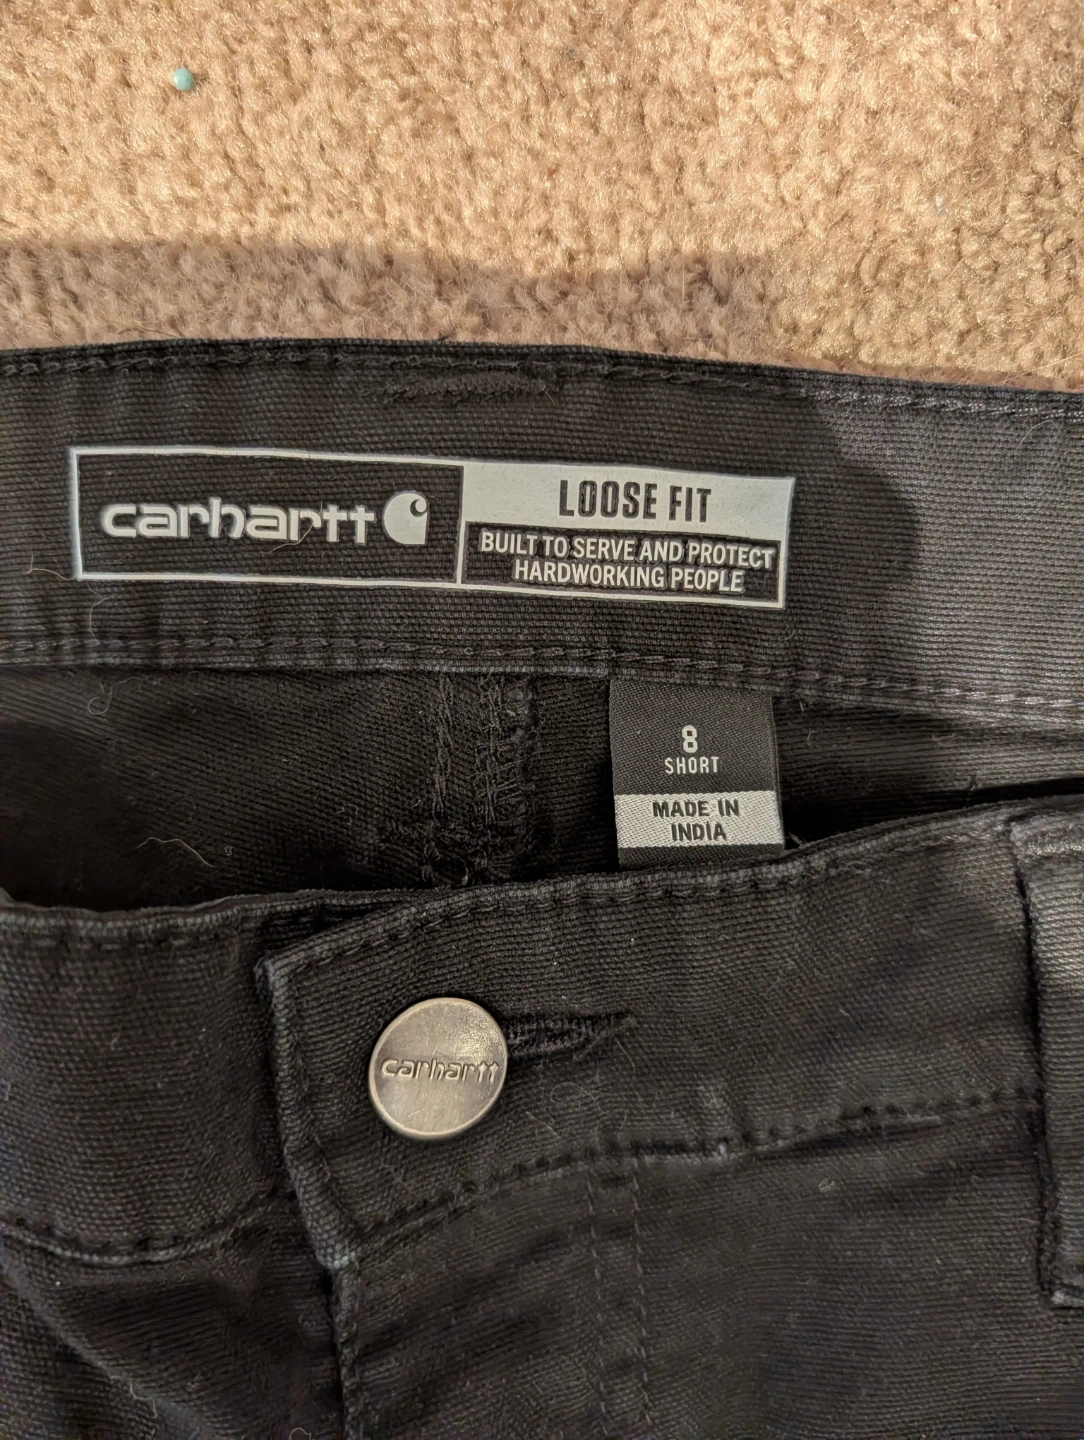 carhartt
LOOSE FIT
BUILT TO SERVE AND PROTECT
HARDWORKING PEOPLE
8
SHORT
MADE IN
INDIA
carhartt